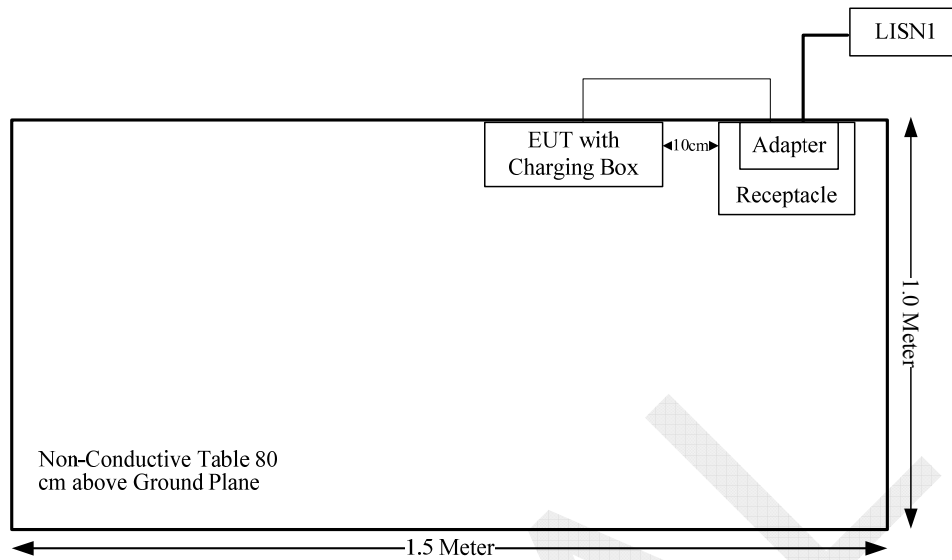 LISN1
EUT with
Charging Box
10cm
Adapter
Receptacle
1.0 Meter
Non-Conductive Table 80
cm above Ground Plane
1.5 Meter